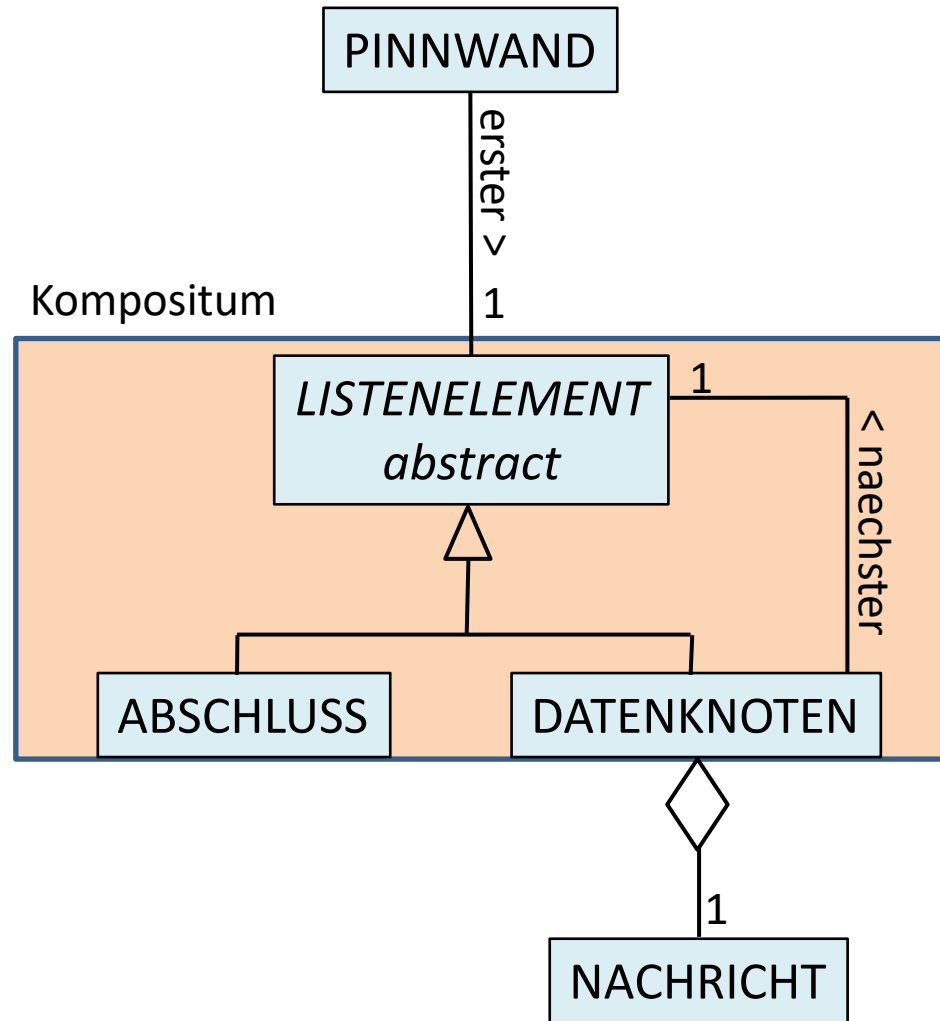 PINNWAND
erster >
1
Kompositum
LISTENELEMENT
abstract
1
< naechster
ABSCHLUSS
DATENKNOTEN
1
NACHRICHT